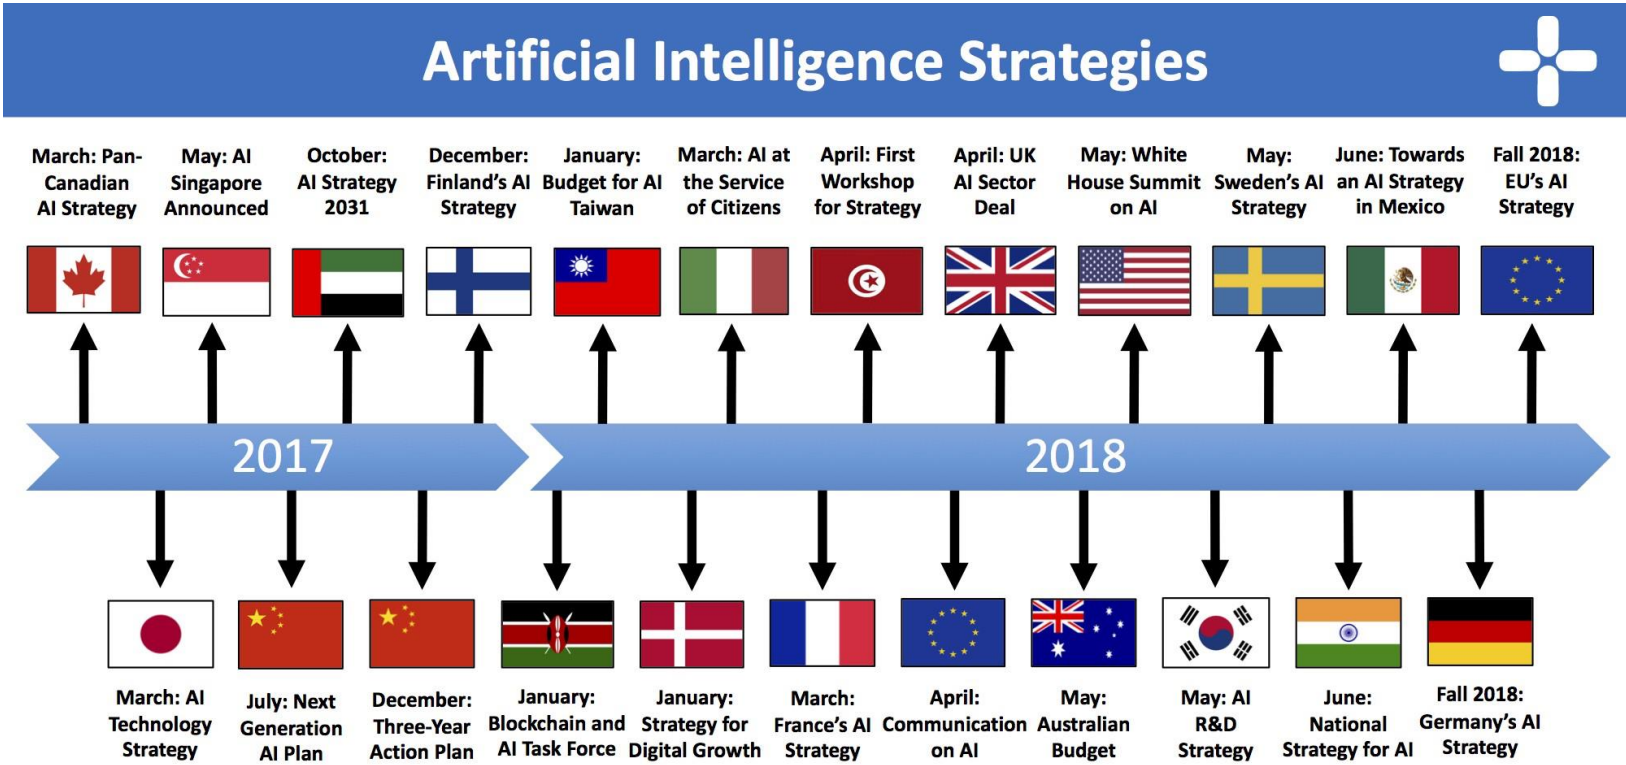 Artificial Intelligence Strategies
March: Pan-
Canadian
AI Strategy
May: AI
Singapore
Announced
October:
AI Strategy
2031
December:
Finland's AI
Strategy
January:
Budget for AI
Taiwan
March: AI at
the Service
of Citizens
April: First
Workshop
for Strategy
April: UK
AI Sector
Deal
May: White
House Summit
on AI
May:
Sweden's AI
Strategy
June: Towards
an AI Strategy
in Mexico
Fall 2018:
EU's AI
Strategy
2017
2018
March: AI
Technology
Strategy
July: Next
Generation
AI Plan
December:
Three-Year
Action Plan
January:
Blockchain and
AI Task Force
January:
Strategy for
Digital Growth
March:
France's AI
Strategy
April:
Communication
on AI
May:
Australian
Budget
May: AI
R&D
Strategy
June:
National
Strategy for AI
Fall 2018:
Germany's AI
Strategy